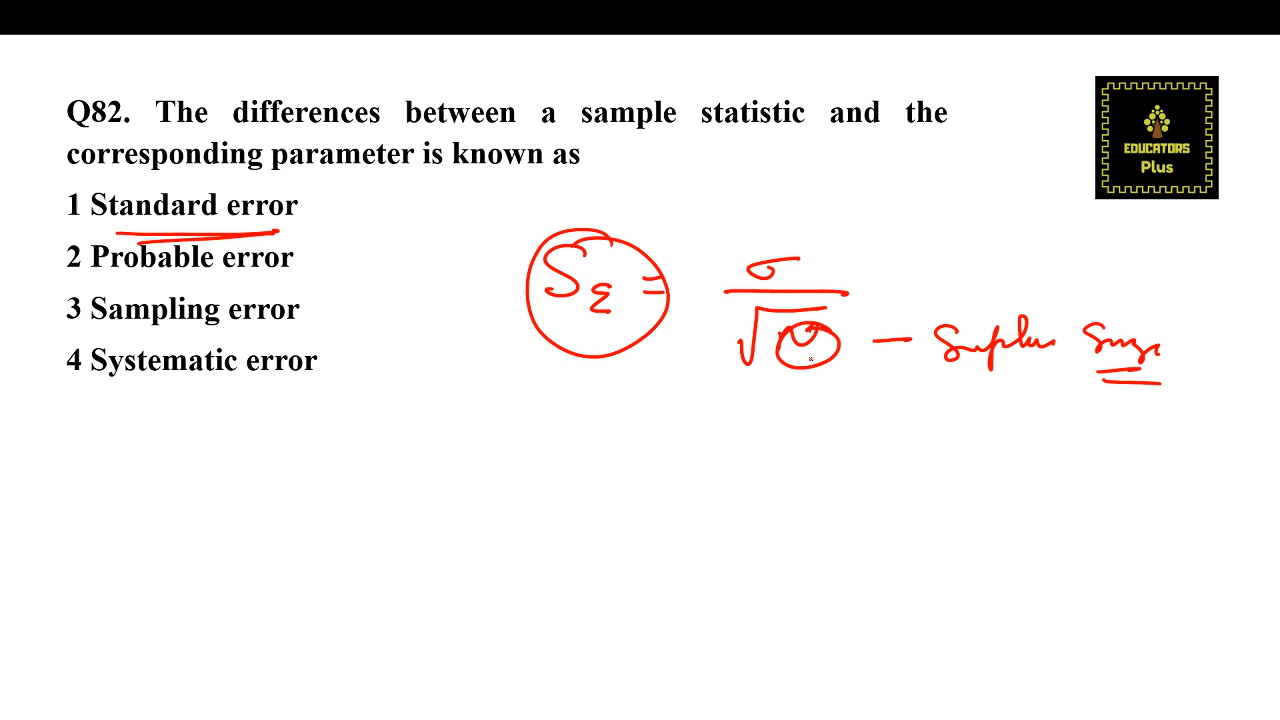 Q82. The differences between a sample statistic and the
corresponding parameter is known as
1 Standard error
2 Probable error
3 Sampling error
4 Systematic error
EDUCATORS
Plus
S_E = σ / √n —